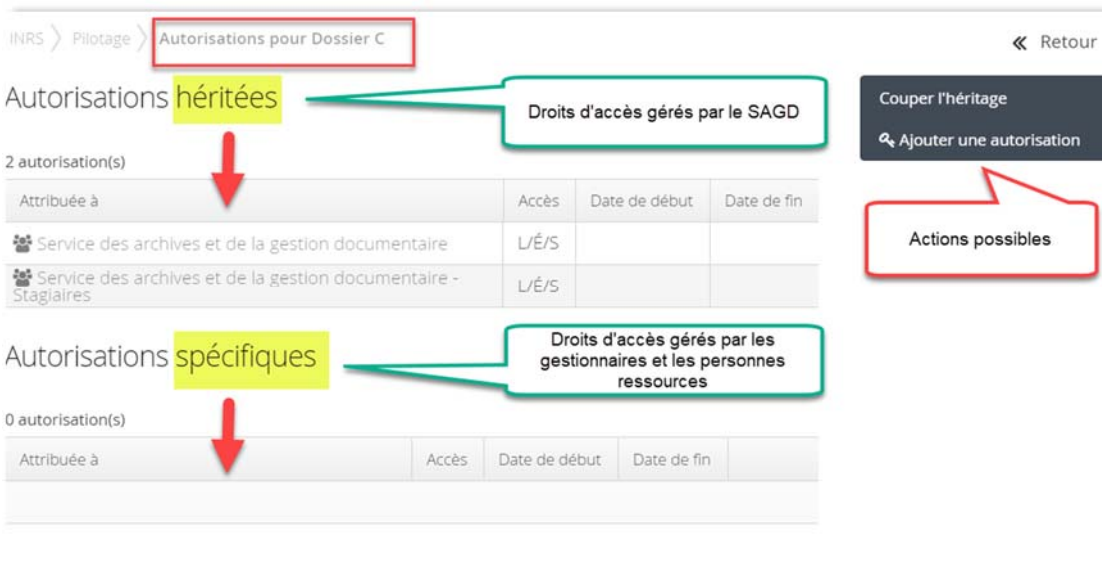 INRS > Pilotage > Autorisations pour Dossier C
« Retour
Autorisations héritées
Droits d'accès gérés par le SAGD
Couper l'héritage
Ajouter une autorisation
2 autorisation(s)
Attribuée à Accès Date de début Date de fin
Service des archives et de la gestion documentaire L/É/S
Service des archives et de la gestion documentaire -
Stagiaires L/É/S
Actions possibles
Autorisations spécifiques
Droits d'accès gérés par les
gestionnaires et les personnes
ressources
0 autorisation(s)
Attribuée à Accès Date de début Date de fin